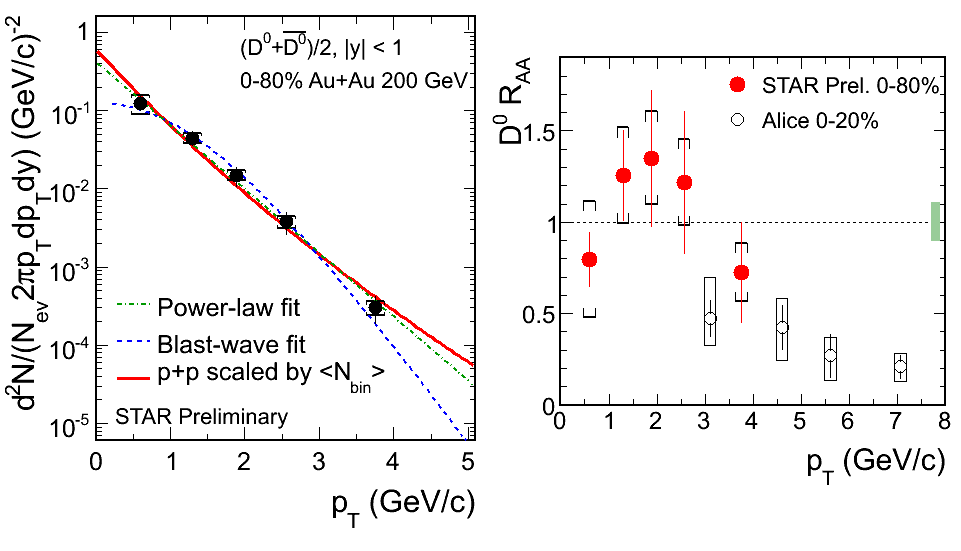 d²N/(N_ev 2πp_T dp_T dy) (GeV/c)⁻²
1
10⁻¹
10⁻²
10⁻³
10⁻⁴
10⁻⁵
(D⁰+D̅⁰)/2, |y| < 1
0-80% Au+Au 200 GeV
Power-law fit
Blast-wave fit
p+p scaled by <N_bin>
STAR Preliminary
0 1 2 3 4 5
p_T (GeV/c)
D⁰ R_AA
1.5
1
0.5
0
STAR Prel. 0-80%
Alice 0-20%
0 1 2 3 4 5 6 7 8
p_T (GeV/c)